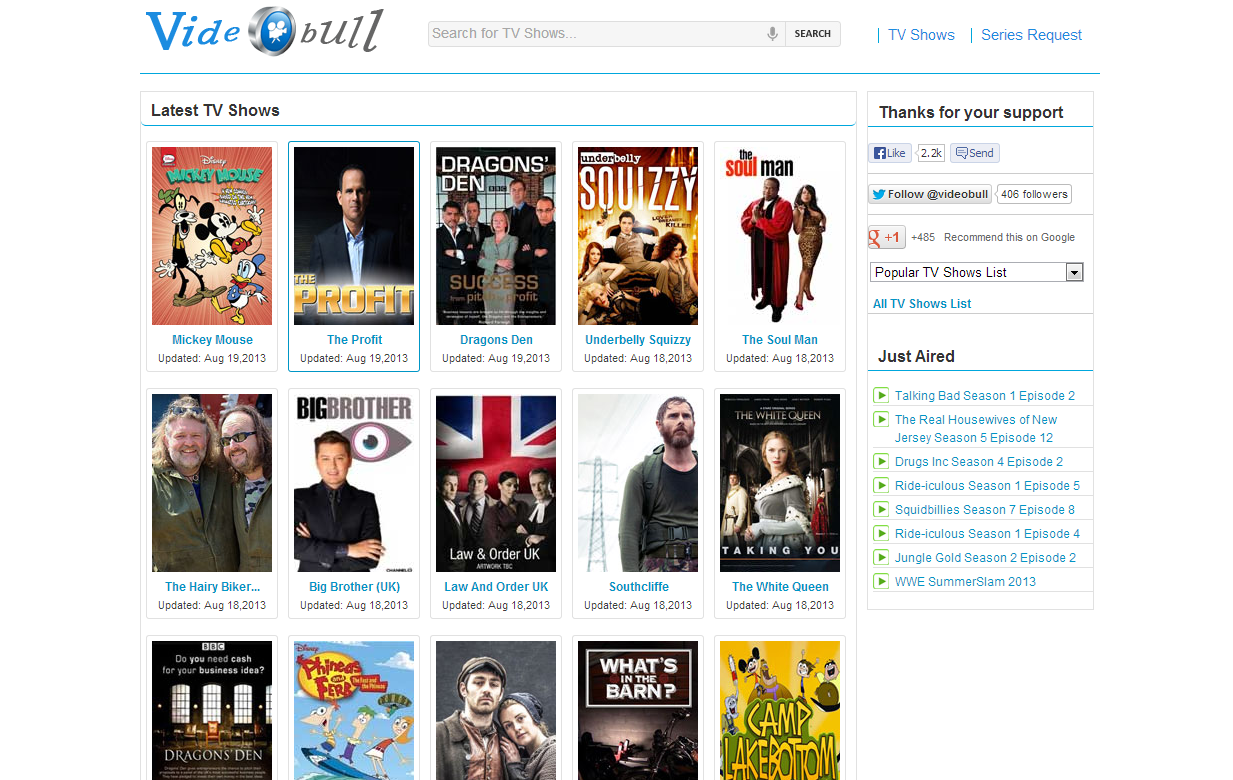 Vide bull
Search for TV Shows...
SEARCH
TV Shows
Series Request
Latest TV Shows
Disney
MICKEY MOUSE
THE
PROFIT
DRAGONS'
DEN
BBC
SUCCESS
from pitch to profit
underbelly
SQUIZZY
LOVER
KILLER
the
soul man
Mickey Mouse
Updated: Aug 19,2013
The Profit
Updated: Aug 19,2013
Dragons Den
Updated: Aug 19,2013
Underbelly Squizzy
Updated: Aug 18,2013
The Soul Man
Updated: Aug 18,2013
BIGBROTHER
CHANNEL5
Law & Order UK
ARTWORK TBC
THE WHITE QUEEN
TAKING YOU
The Hairy Biker...
Updated: Aug 18,2013
Big Brother (UK)
Updated: Aug 18,2013
Law And Order UK
Updated: Aug 18,2013
Southcliffe
Updated: Aug 18,2013
The White Queen
Updated: Aug 18,2013
BBC
Do you need cash
for your business idea?
DRAGONS' DEN
Disney
Phineas
and
FERB
The Fast and
the Phineas
WHAT'S
IN THE
BARN?
CAMP
LAKEBOTTOM
Thanks for your support
Like
2.2k
Send
Follow @videobull
406 followers
g +1
+485
Recommend this on Google
Popular TV Shows List
All TV Shows List
Just Aired
Talking Bad Season 1 Episode 2
The Real Housewives of New
Jersey Season 5 Episode 12
Drugs Inc Season 4 Episode 2
Ride-iculous Season 1 Episode 5
Squidbillies Season 7 Episode 8
Ride-iculous Season 1 Episode 4
Jungle Gold Season 2 Episode 2
WWE SummerSlam 2013